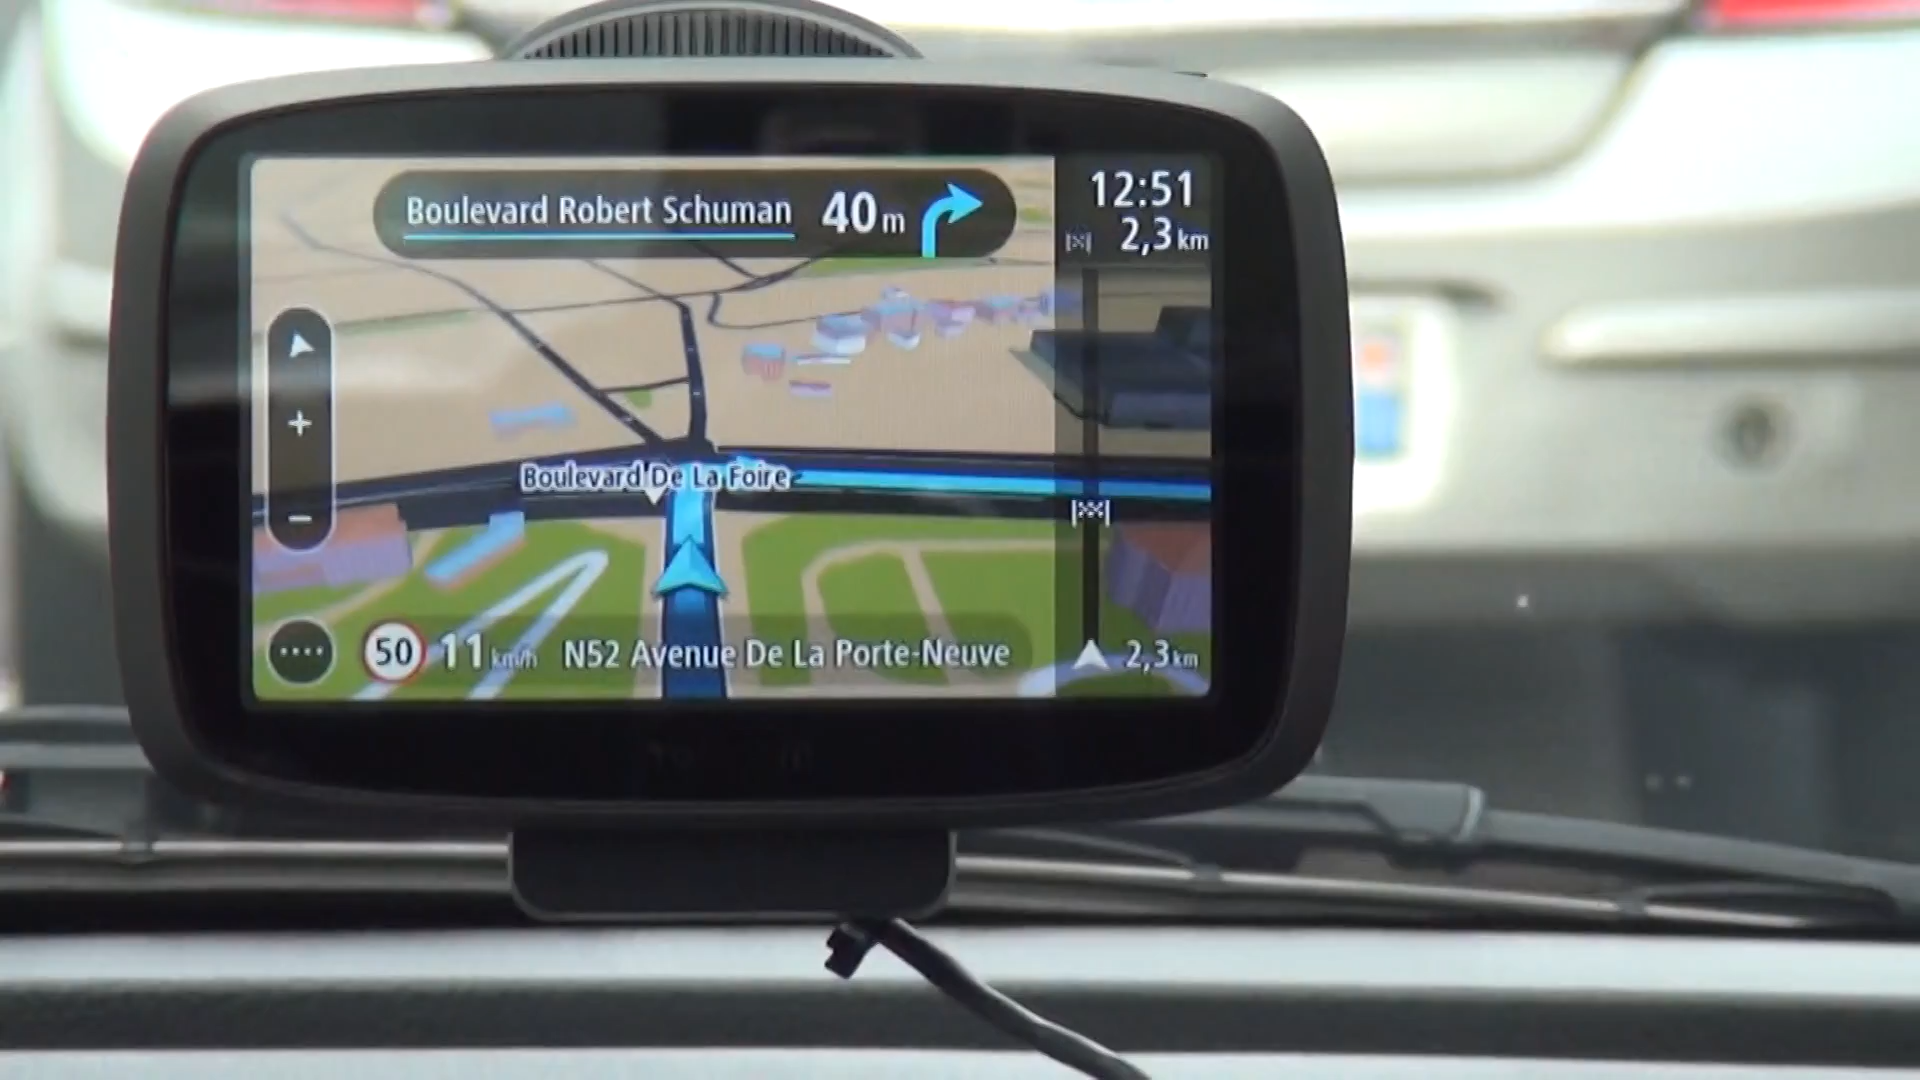 Boulevard Robert Schuman 40 m
12:51
2,3 km
+
Boulevard De La Foire
−
50 11 km/h N52 Avenue De La Porte-Neuve
2,3 km